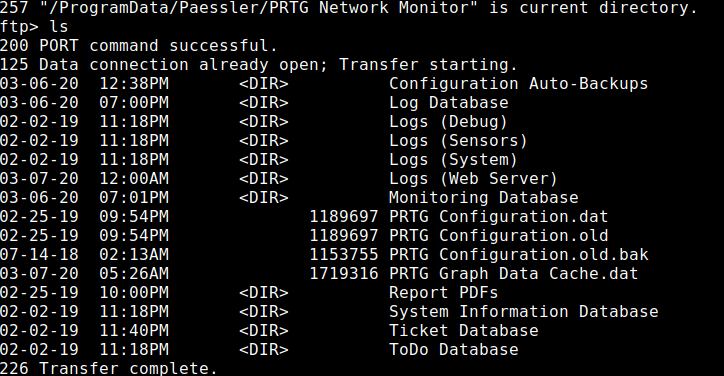 257 "/ProgramData/Paessler/PRTG Network Monitor" is current directory.
ftp> ls
200 PORT command successful.
125 Data connection already open; Transfer starting.
03-06-20  12:38PM       <DIR>          Configuration Auto-Backups
03-06-20  07:00PM       <DIR>          Log Database
02-02-19  11:18PM       <DIR>          Logs (Debug)
02-02-19  11:18PM       <DIR>          Logs (Sensors)
02-02-19  11:18PM       <DIR>          Logs (System)
03-07-20  12:00AM       <DIR>          Logs (Web Server)
03-06-20  07:01PM       <DIR>          Monitoring Database
02-25-19  09:54PM              1189697 PRTG Configuration.dat
02-25-19  09:54PM              1189697 PRTG Configuration.old
07-14-18  02:13AM              1153755 PRTG Configuration.old.bak
03-07-20  05:26AM              1719316 PRTG Graph Data Cache.dat
02-25-19  10:00PM       <DIR>          Report PDFs
02-02-19  11:18PM       <DIR>          System Information Database
02-02-19  11:40PM       <DIR>          Ticket Database
02-02-19  11:18PM       <DIR>          ToDo Database
226 Transfer complete.